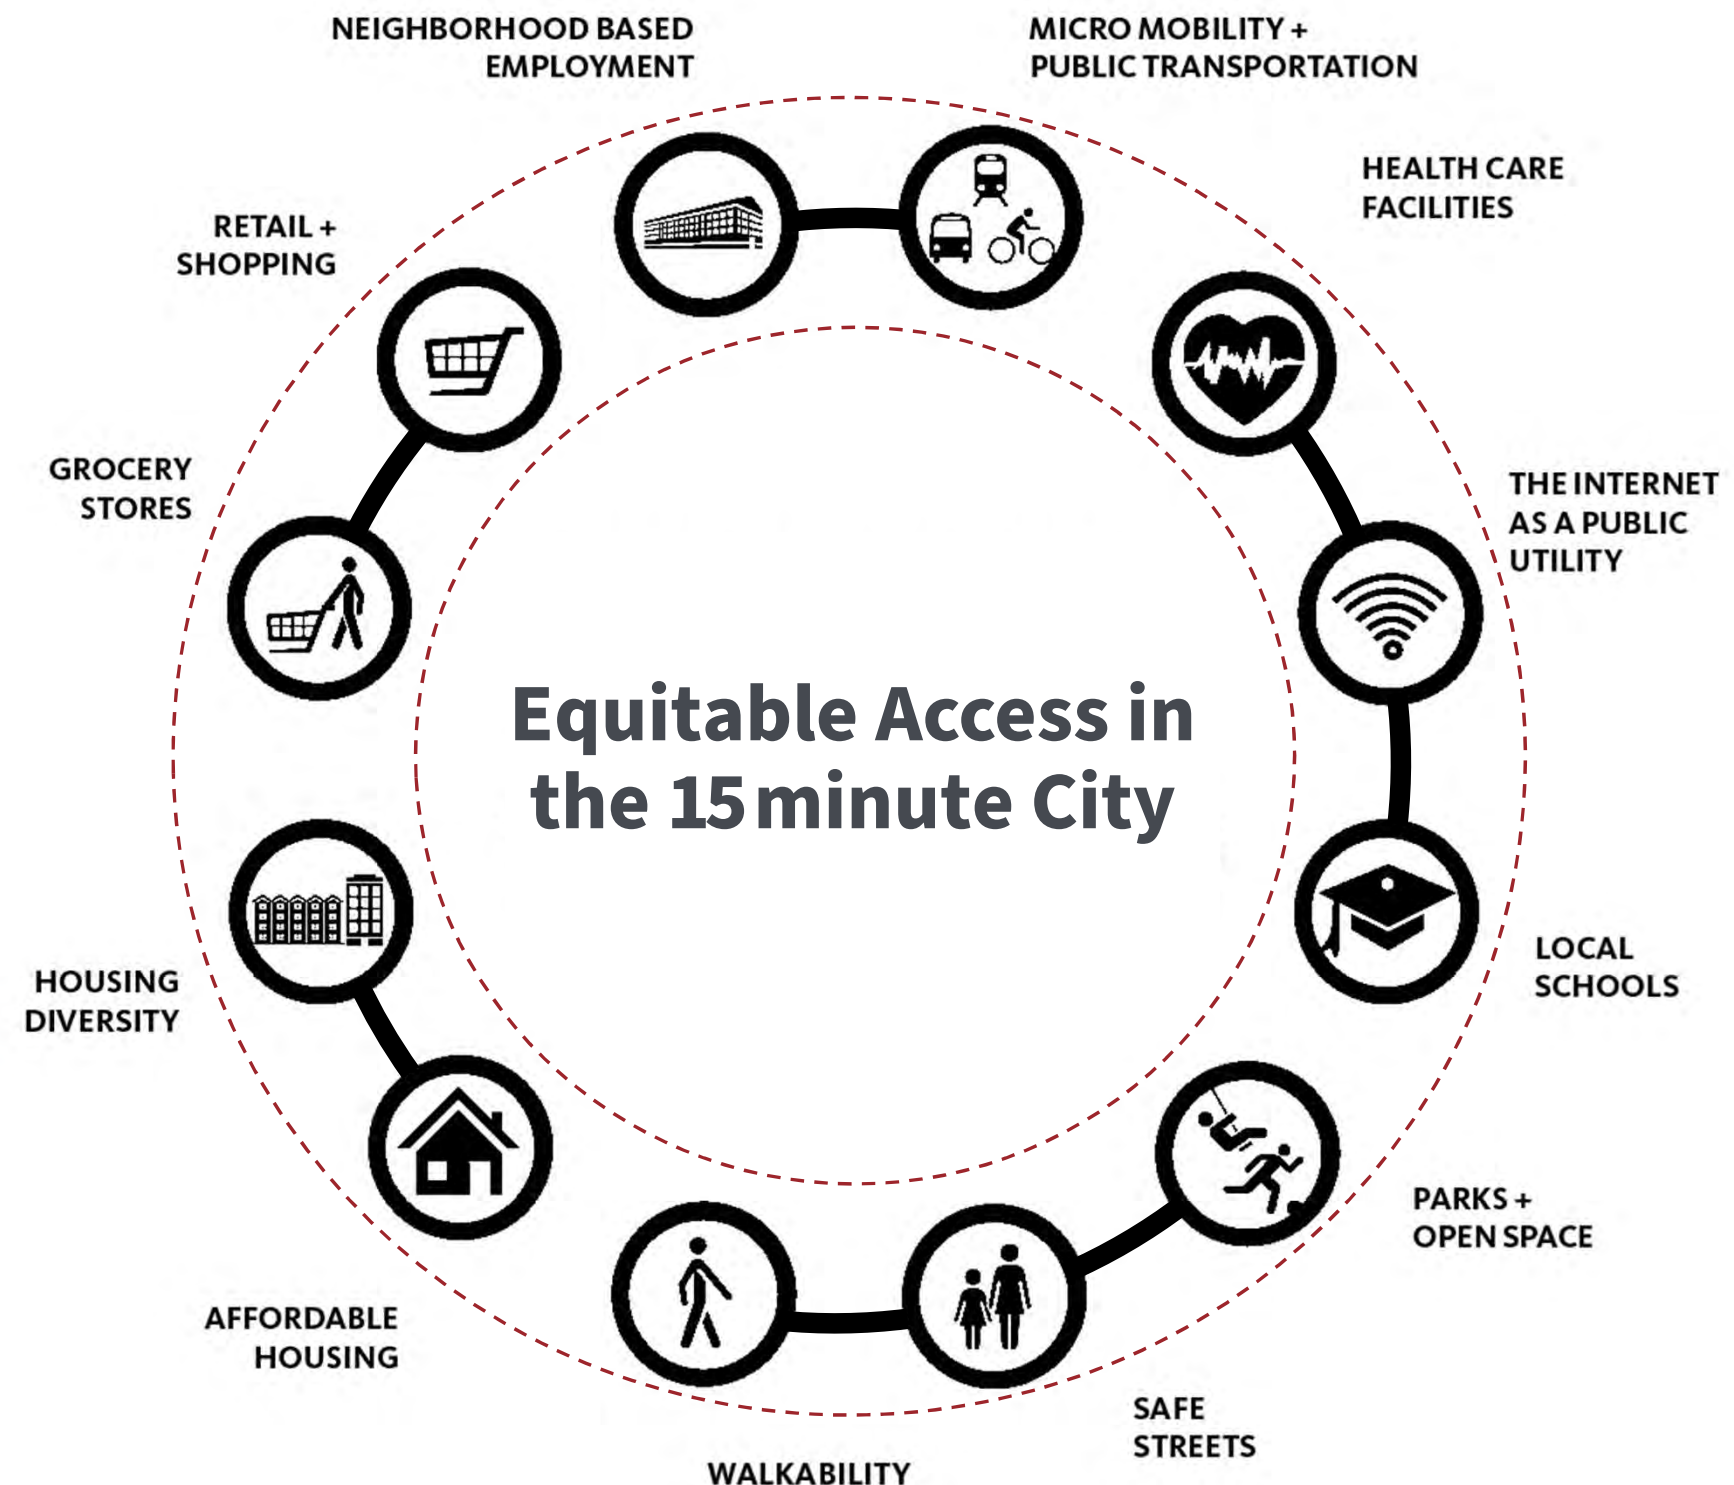 NEIGHBORHOOD BASED
EMPLOYMENT
MICRO MOBILITY +
PUBLIC TRANSPORTATION
HEALTH CARE
FACILITIES
RETAIL +
SHOPPING
GROCERY
STORES
THE INTERNET
AS A PUBLIC
UTILITY
Equitable Access in
the 15 minute City
LOCAL
SCHOOLS
HOUSING
DIVERSITY
PARKS +
OPEN SPACE
AFFORDABLE
HOUSING
SAFE
STREETS
WALKABILITY